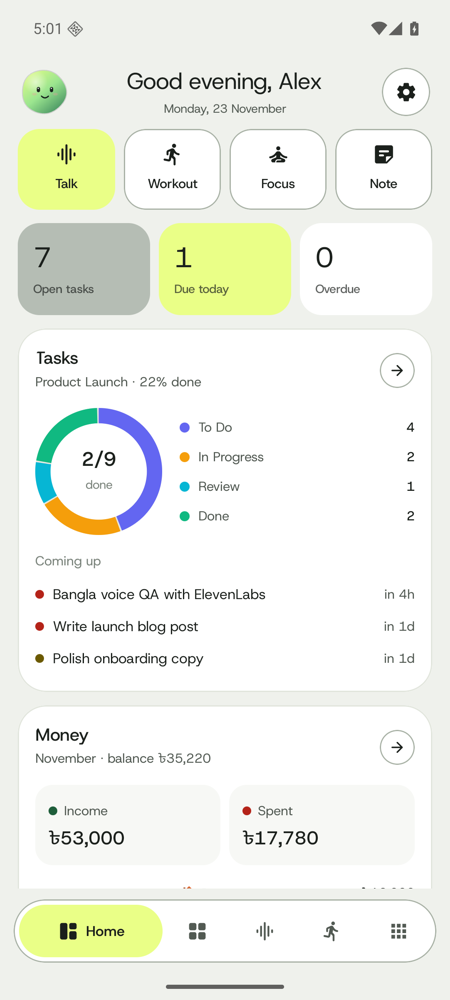 5:01
Good evening, Alex
Monday, 23 November
Talk
Workout
Focus
Note
7
Open tasks
1
Due today
0
Overdue
Tasks
Product Launch · 22% done
2/9
done
To Do 4
In Progress 2
Review 1
Done 2
Coming up
Bangla voice QA with ElevenLabs in 4h
Write launch blog post in 1d
Polish onboarding copy in 1d
Money
November · balance ৳35,220
Income
৳53,000
Spent
৳17,780
Home